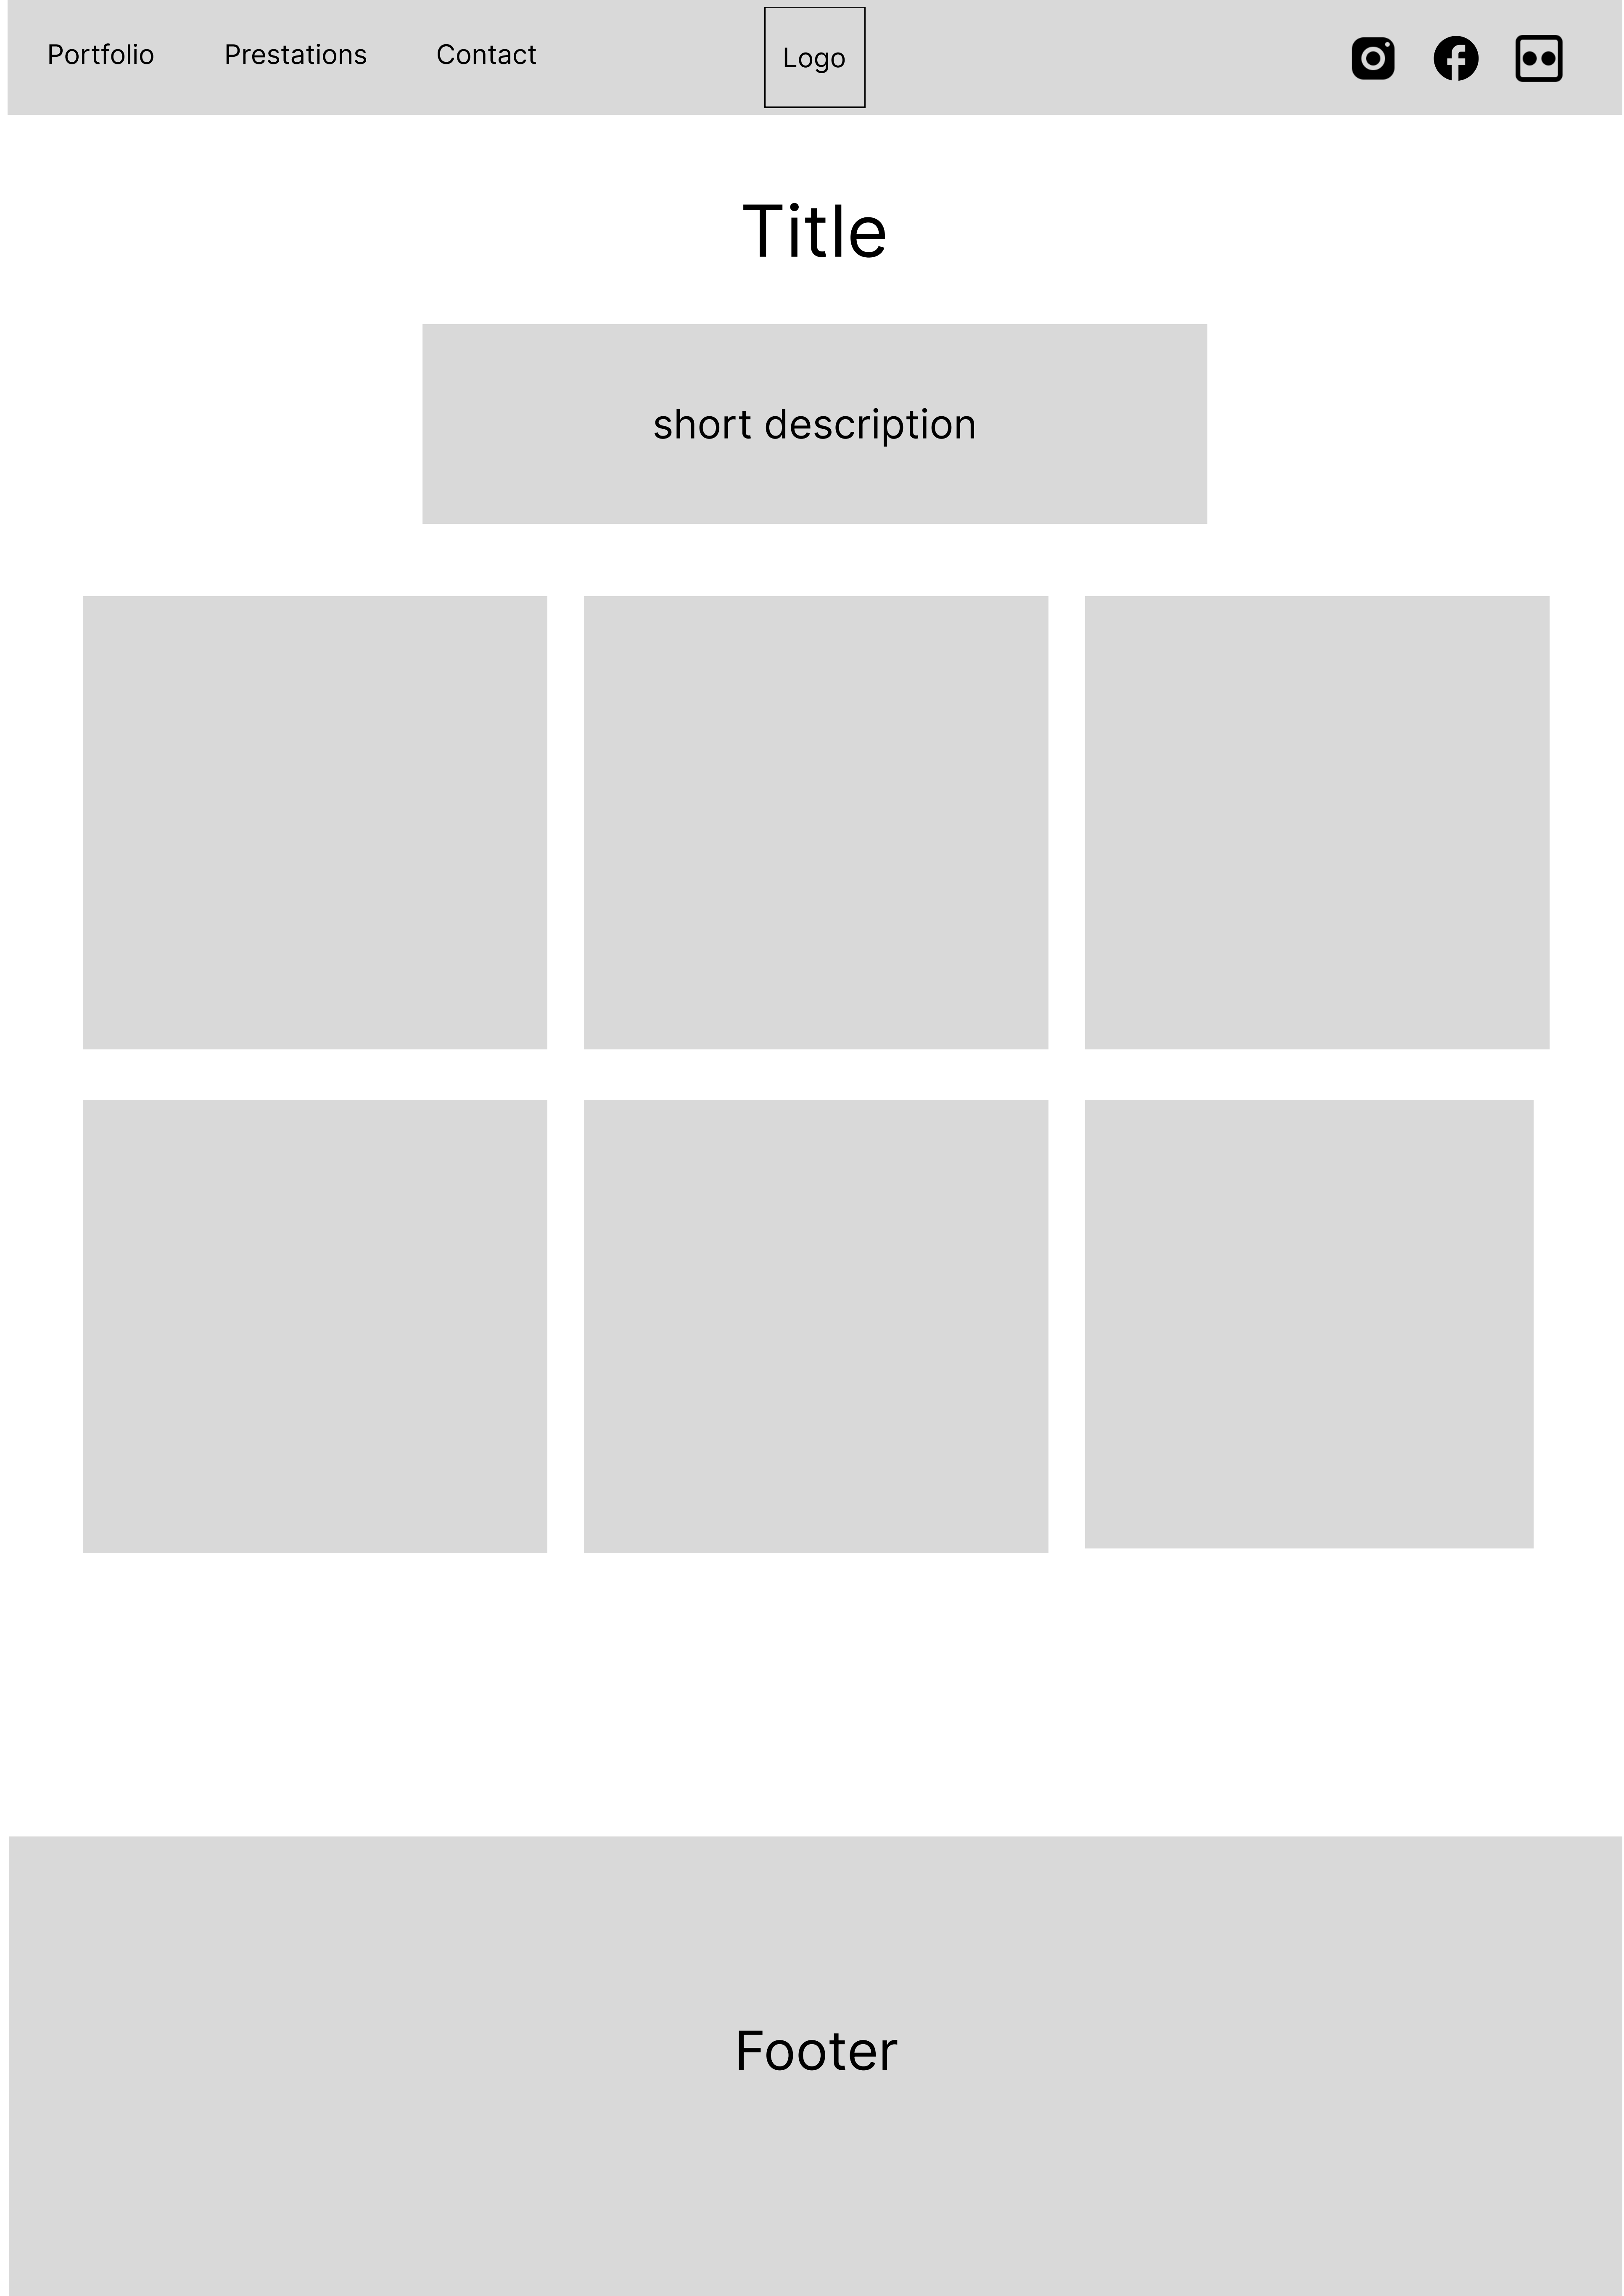 Portfolio Prestations Contact Logo
Title
short description
Footer